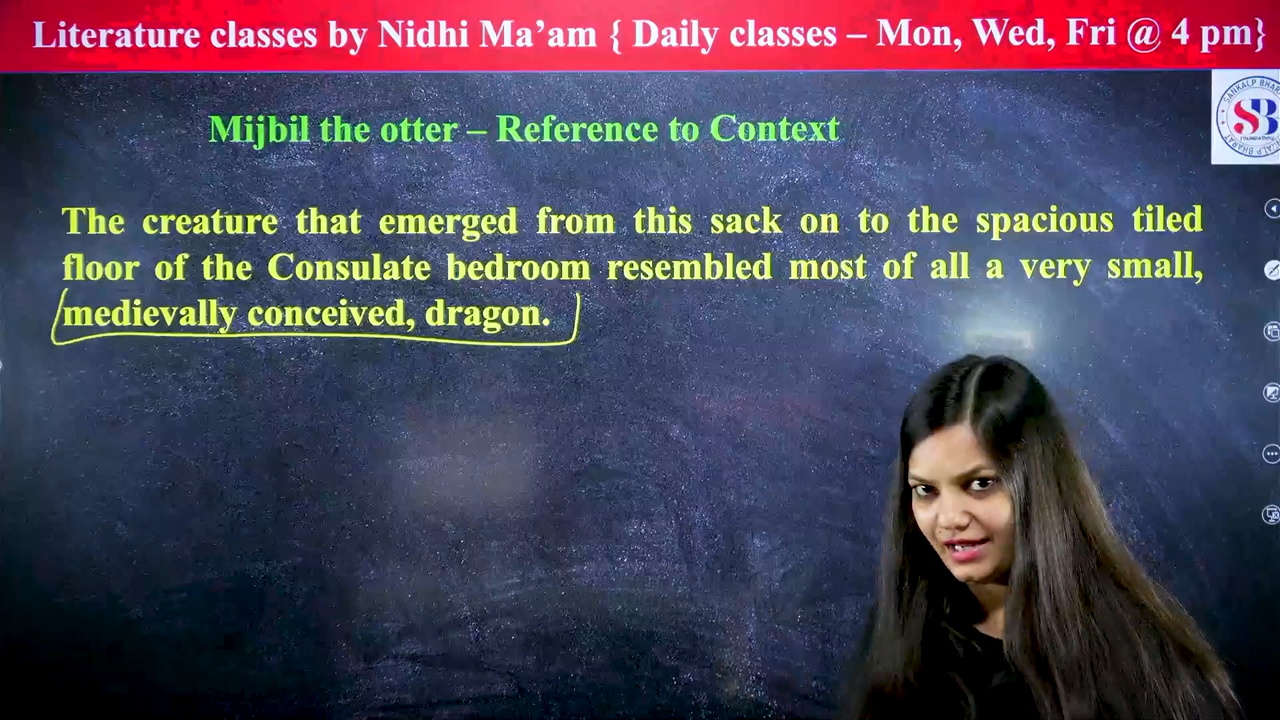 Literature classes by Nidhi Ma’am { Daily classes – Mon, Wed, Fri @ 4 pm}
Mijbil the otter – Reference to Context
SB
The creature that emerged from this sack on to the spacious tiled
floor of the Consulate bedroom resembled most of all a very small,
medievally conceived, dragon.